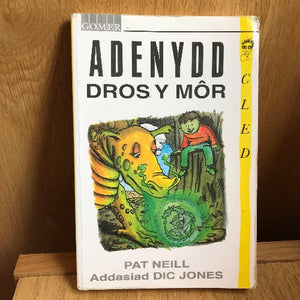 GOMER
ADENYDD
DROS Y MÔR
CLED
PAT NEILL
Addasiad DIC JONES